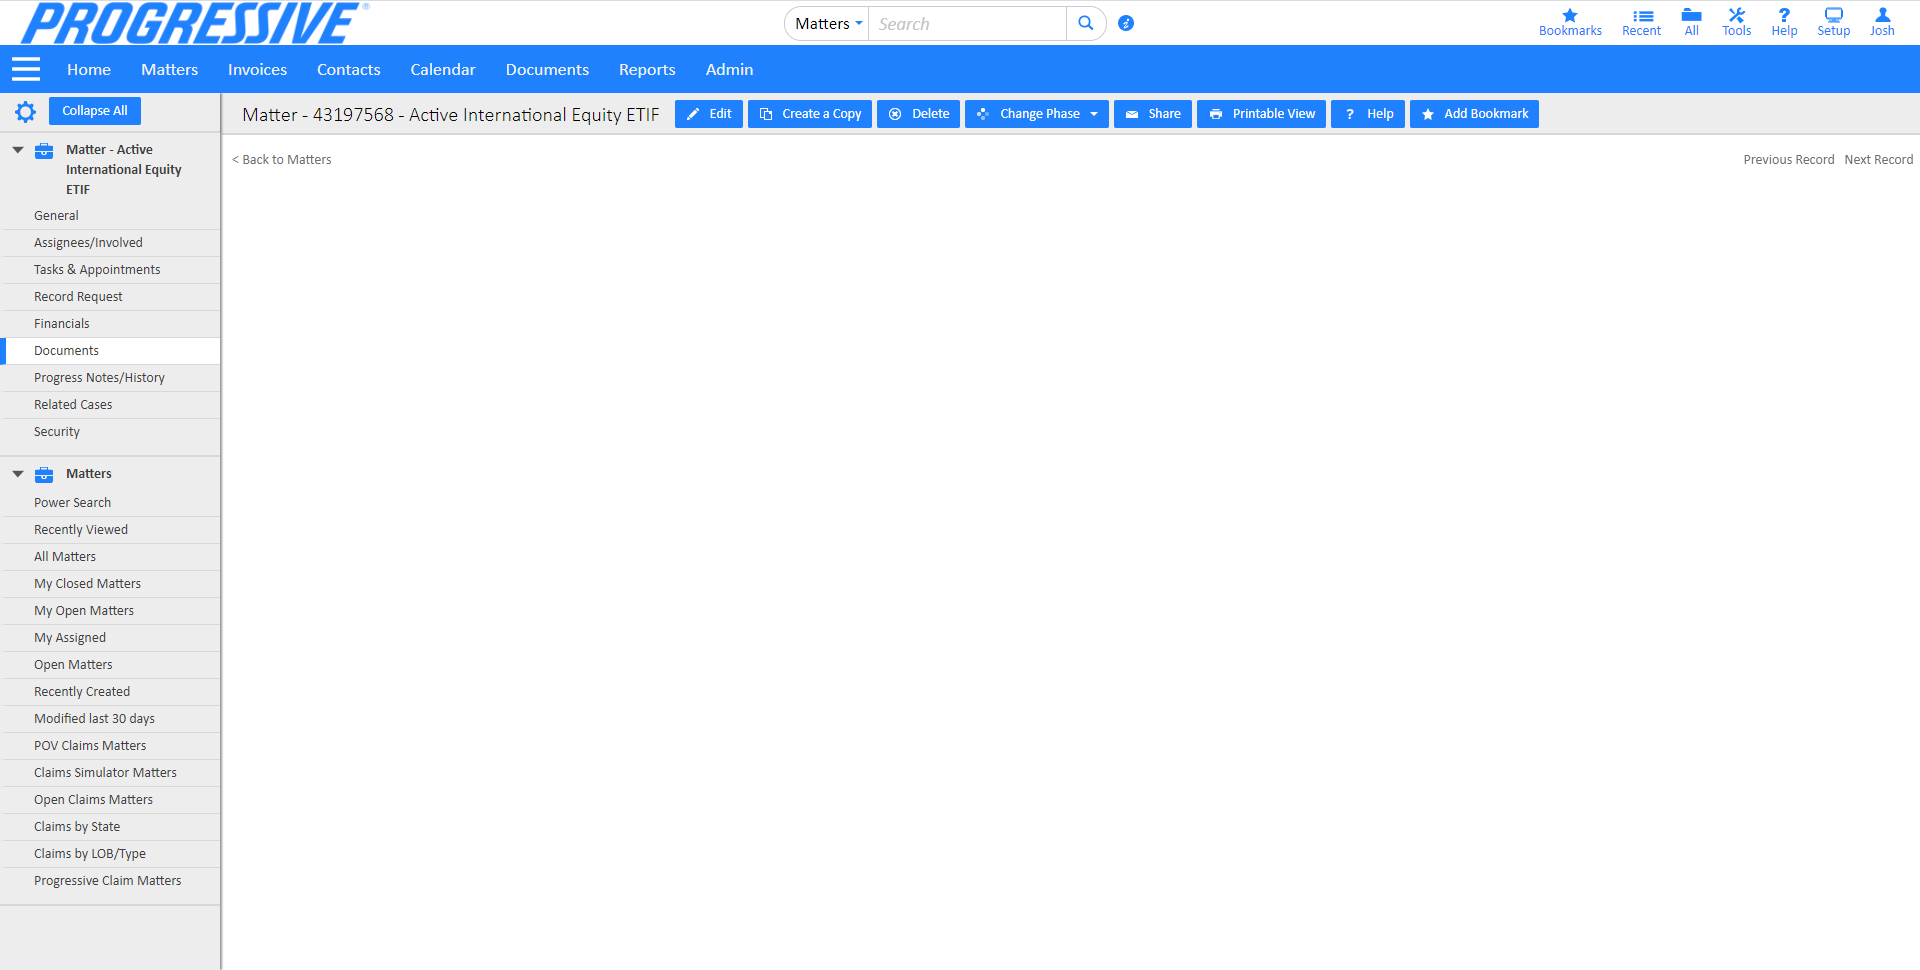 PROGRESSIVE®
Matters Search
Bookmarks Recent All Tools Help Setup Josh
Home Matters Invoices Contacts Calendar Documents Reports Admin
Collapse All
Matter - 43197568 - Active International Equity ETIF
Edit Create a Copy Delete Change Phase Share Printable View ? Help Add Bookmark
< Back to Matters
Previous Record Next Record
Matter - Active
International Equity
ETIF
General
Assignees/Involved
Tasks & Appointments
Record Request
Financials
Documents
Progress Notes/History
Related Cases
Security
Matters
Power Search
Recently Viewed
All Matters
My Closed Matters
My Open Matters
My Assigned
Open Matters
Recently Created
Modified last 30 days
POV Claims Matters
Claims Simulator Matters
Open Claims Matters
Claims by State
Claims by LOB/Type
Progressive Claim Matters